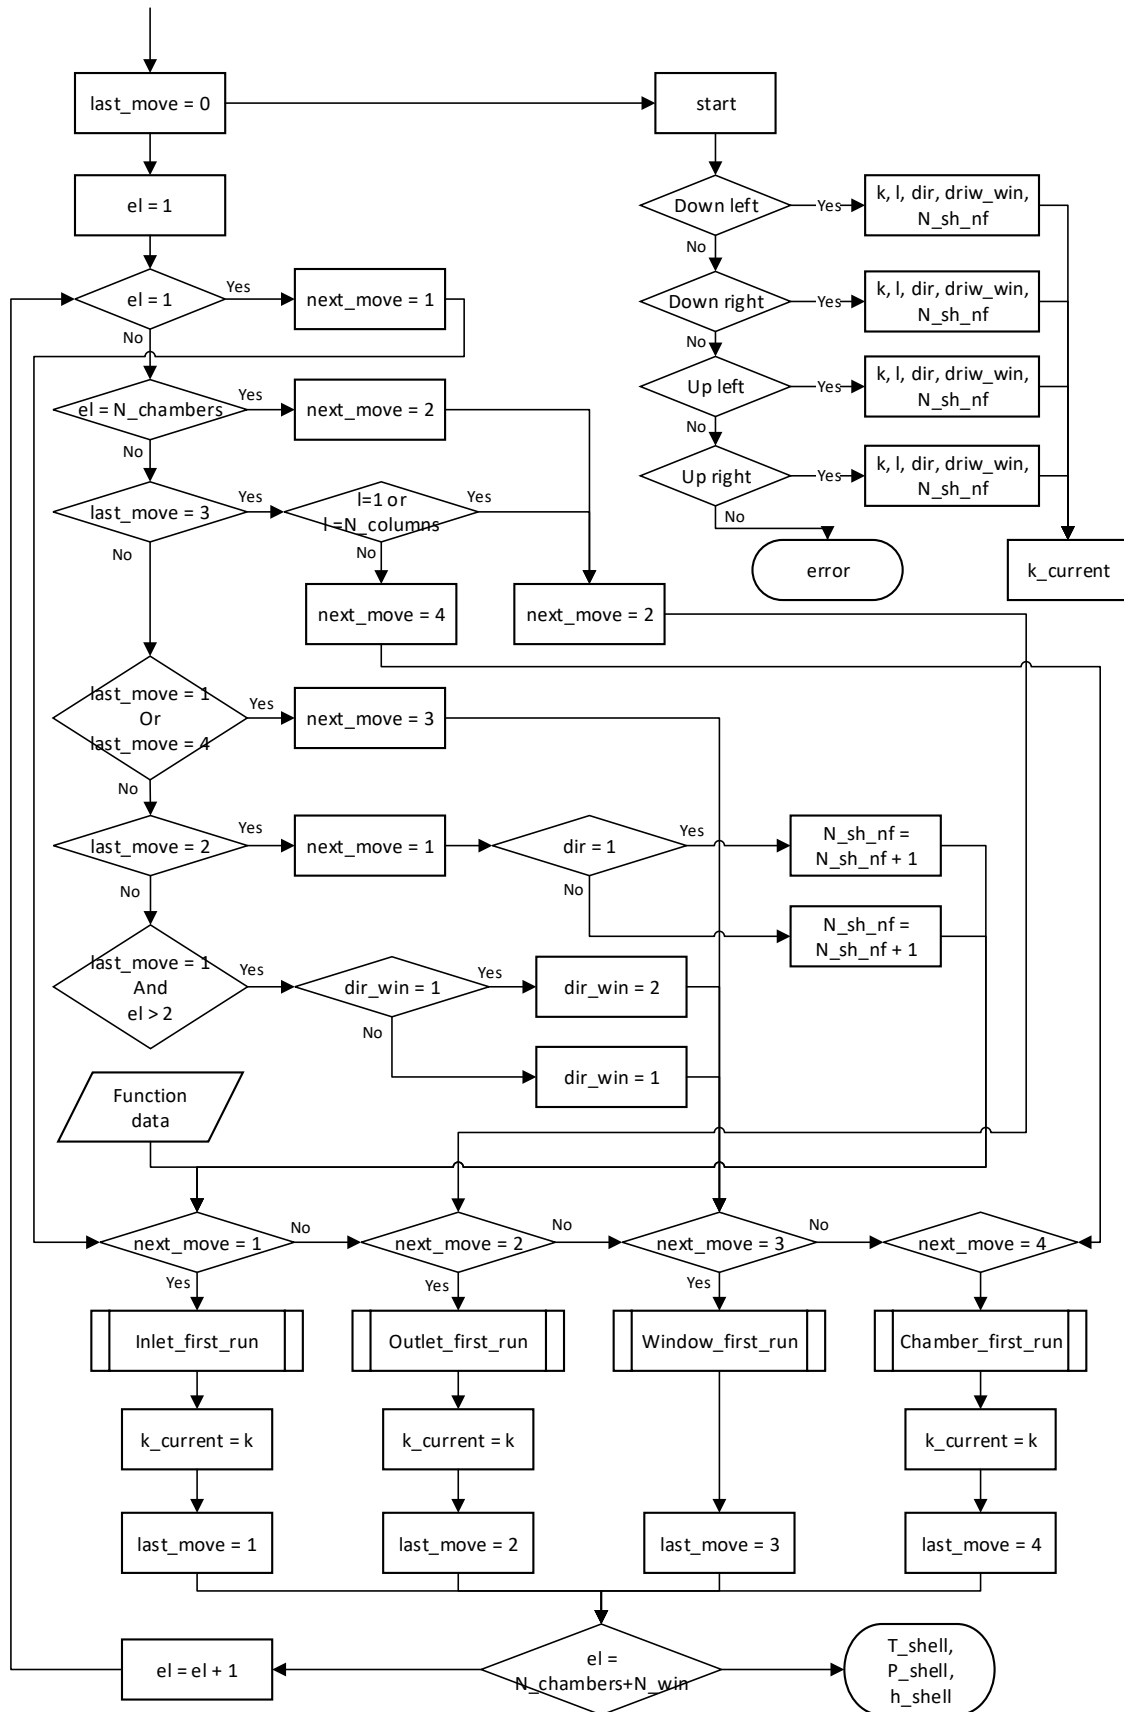 last_move = 0
start
el = 1
Down left
Yes
k, l, dir, driw_win,
N_sh_nf
No
el = 1
Yes
next_move = 1
No
Down right
Yes
k, l, dir, driw_win,
N_sh_nf
No
Up left
Yes
k, l, dir, driw_win,
N_sh_nf
No
el = N_chambers
Yes
next_move = 2
No
Up right
Yes
k, l, dir, driw_win,
N_sh_nf
No
last_move = 3
Yes
l=1 or
l =N_columns
Yes
No
No
error
k_current
next_move = 4
next_move = 2
last_move = 1
Or
last_move = 4
Yes
next_move = 3
No
last_move = 2
Yes
next_move = 1
dir = 1
Yes
N_sh_nf =
N_sh_nf + 1
No
No
N_sh_nf =
N_sh_nf + 1
last_move = 1
And
el > 2
Yes
dir_win = 1
Yes
dir_win = 2
No
dir_win = 1
Function
data
next_move = 1
No
next_move = 2
No
next_move = 3
No
next_move = 4
Yes
Yes
Yes
Inlet_first_run
Outlet_first_run
Window_first_run
Chamber_first_run
k_current = k
k_current = k
k_current = k
last_move = 1
last_move = 2
last_move = 3
last_move = 4
el = el + 1
el =
N_chambers+N_win
T_shell,
P_shell,
h_shell